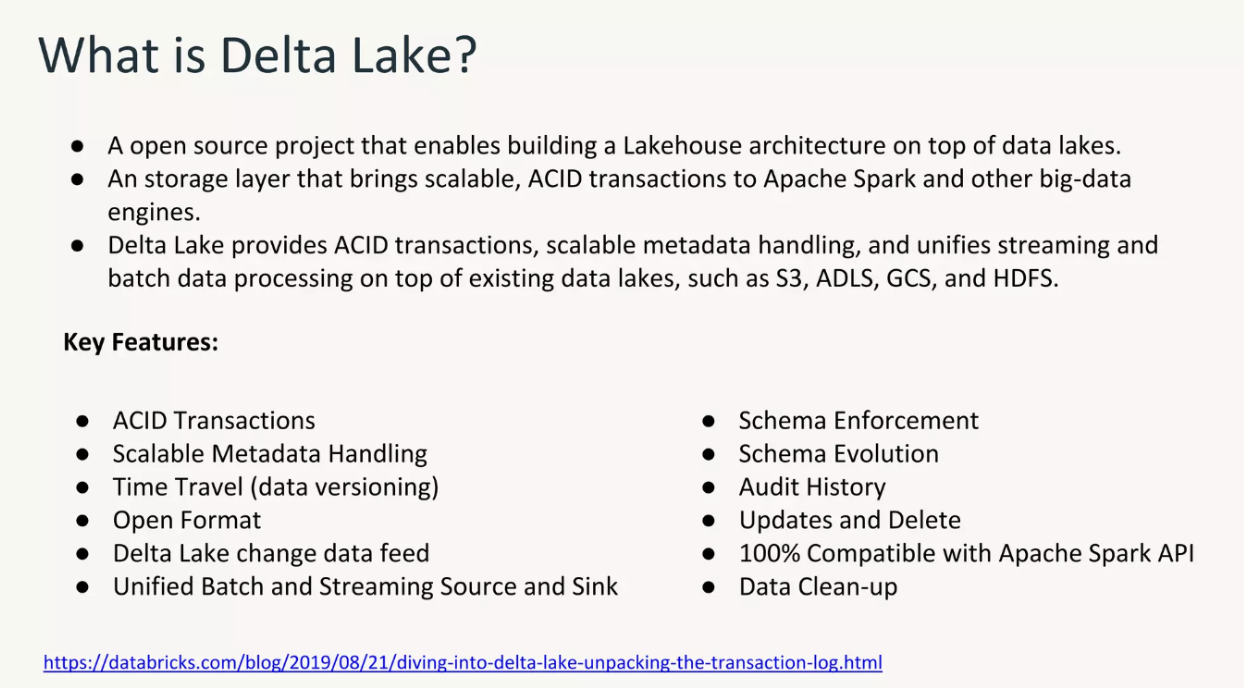 What is Delta Lake?
● A open source project that enables building a Lakehouse architecture on top of data lakes.
● An storage layer that brings scalable, ACID transactions to Apache Spark and other big-data
engines.
● Delta Lake provides ACID transactions, scalable metadata handling, and unifies streaming and
batch data processing on top of existing data lakes, such as S3, ADLS, GCS, and HDFS.
Key Features:
● ACID Transactions
● Scalable Metadata Handling
● Time Travel (data versioning)
● Open Format
● Delta Lake change data feed
● Unified Batch and Streaming Source and Sink
● Schema Enforcement
● Schema Evolution
● Audit History
● Updates and Delete
● 100% Compatible with Apache Spark API
● Data Clean-up
https://databricks.com/blog/2019/08/21/diving-into-delta-lake-unpacking-the-transaction-log.html